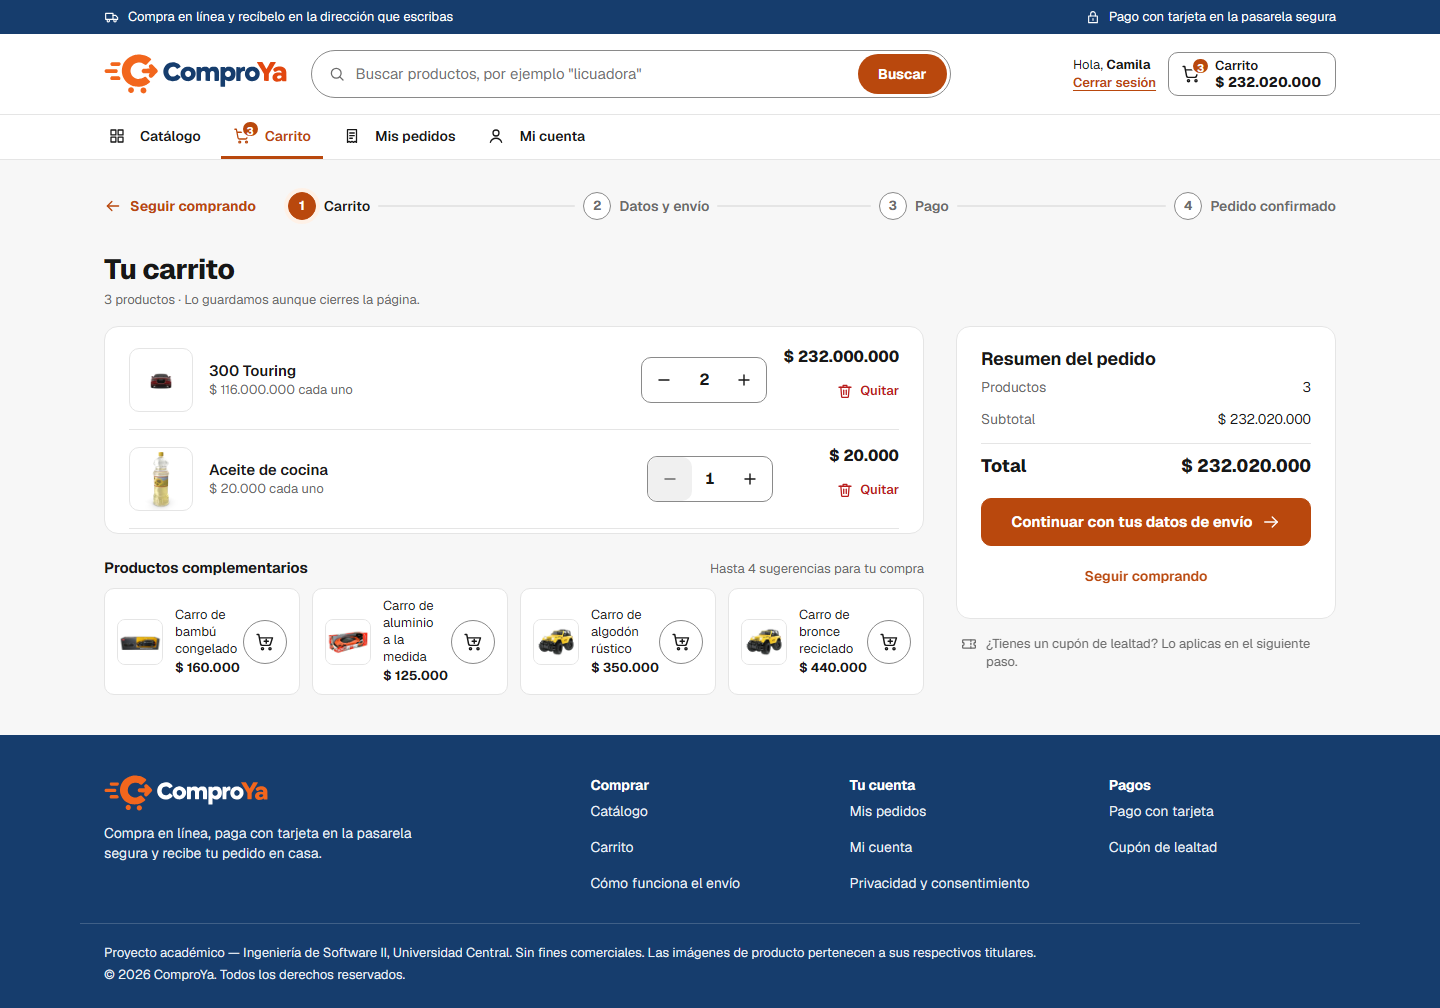 Compra en línea y recíbelo en la dirección que escribas
Pago con tarjeta en la pasarela segura
ComproYa
Buscar productos, por ejemplo "licuadora"
Buscar
Hola, Camila
Cerrar sesión
3
Carrito
$ 232.020.000
Catálogo
3
Carrito
Mis pedidos
Mi cuenta
Seguir comprando
1 Carrito
2 Datos y envío
3 Pago
4 Pedido confirmado
Tu carrito
3 productos · Lo guardamos aunque cierres la página.
300 Touring
$ 116.000.000 cada uno
− 2 +
$ 232.000.000
Quitar
Aceite de cocina
$ 20.000 cada uno
− 1 +
$ 20.000
Quitar
Resumen del pedido
Productos 3
Subtotal $ 232.020.000
Total $ 232.020.000
Continuar con tus datos de envío
Seguir comprando
¿Tienes un cupón de lealtad? Lo aplicas en el siguiente
paso.
Productos complementarios
Hasta 4 sugerencias para tu compra
Carro de
bambú
congelado
$ 160.000
Carro de
aluminio
a la
medida
$ 125.000
Carro de
algodón
rústico
$ 350.000
Carro de
bronce
reciclado
$ 440.000
ComproYa
Compra en línea, paga con tarjeta en la pasarela
segura y recibe tu pedido en casa.
Comprar
Catálogo
Carrito
Cómo funciona el envío
Tu cuenta
Mis pedidos
Mi cuenta
Privacidad y consentimiento
Pagos
Pago con tarjeta
Cupón de lealtad
Proyecto académico — Ingeniería de Software II, Universidad Central. Sin fines comerciales. Las imágenes de producto pertenecen a sus respectivos titulares.
© 2026 ComproYa. Todos los derechos reservados.